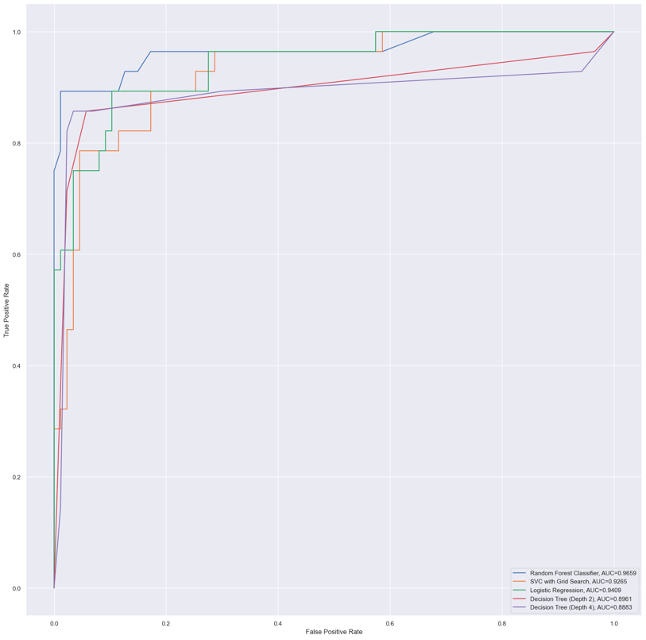 1.0
0.8
0.6
0.4
0.2
0.0
True Positive Rate
0.0 0.2 0.4 0.6 0.8 1.0
False Positive Rate
Random Forest Classifier, AUC=0.9659
SVC with Grid Search, AUC=0.9265
Logistic Regression, AUC=0.9409
Decision Tree (Depth 2), AUC=0.8961
Decision Tree (Depth 4), AUC=0.8883